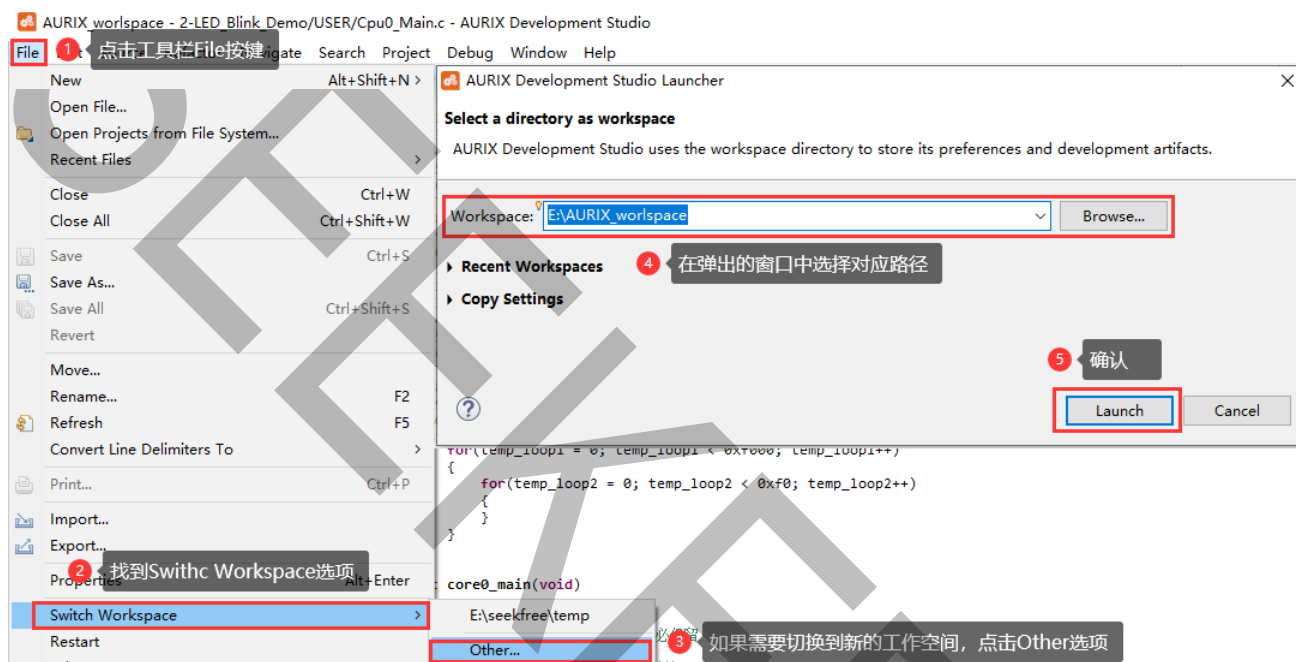 AURIX_worlspace - 2-LED_Blink_Demo/USER/Cpu0_Main.c - AURIX Development Studio
File 1 点击工具栏File按键 igate Search Project Debug Window Help
New Alt+Shift+N >
Open File...
Open Projects from File System...
Recent Files >
Close Ctrl+W
Close All Ctrl+Shift+W
Save Ctrl+S
Save As...
Save All Ctrl+Shift+S
Revert
Move...
Rename... F2
Refresh F5
Convert Line Delimiters To >
Print... Ctrl+P
Import...
Export...
2 找到Swithc Workspace选项
Properties Alt+Enter
Switch Workspace >
Restart
E:\seekfree\temp
Other...
3 如果需要切换到新的工作空间，点击Other选项
AURIX Development Studio Launcher
Select a directory as workspace
AURIX Development Studio uses the workspace directory to store its preferences and development artifacts.
Workspace: E:\AURIX_worlspace Browse...
4 在弹出的窗口中选择对应路径
Recent Workspaces
Copy Settings
5 确认
Launch Cancel
for(temp_loop1 = 0; temp_loop1 < 0xf000; temp_loop1++)
{
for(temp_loop2 = 0; temp_loop2 < 0xf0; temp_loop2++)
{
}
}
core0_main(void)
SEEKFREE